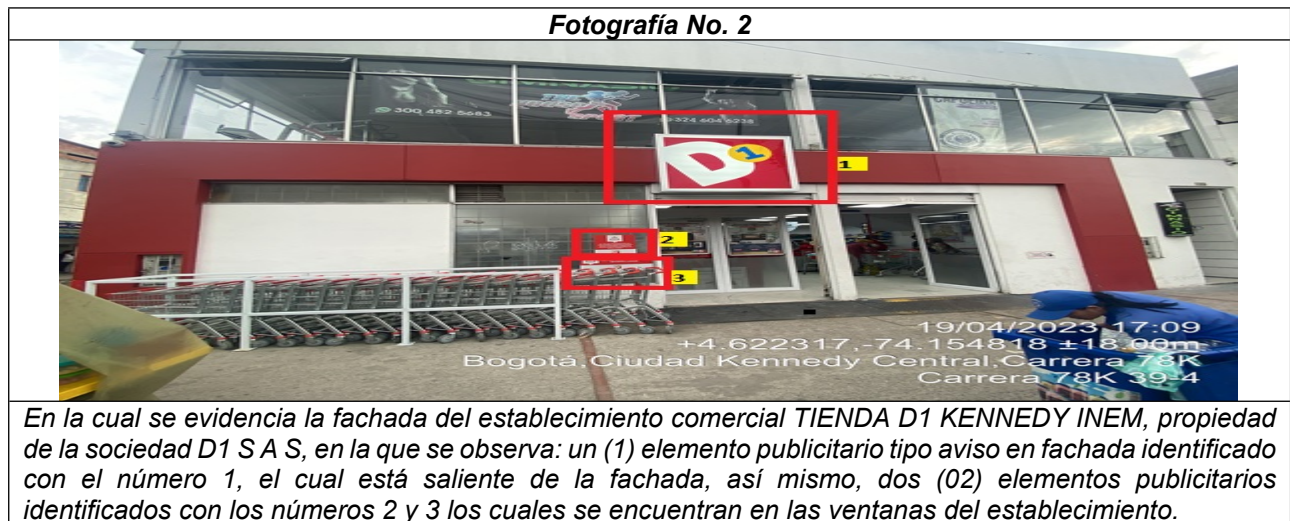 Fotografía No. 2
300 482 5683
324 604 6238
D1
1
2
3
19/04/2023 17:09
+4.622317,-74.154818 ±18.00m
Bogotá,Ciudad Kennedy Central,Carrera 78K
Carrera 78K 39-4
En la cual se evidencia la fachada del establecimiento comercial TIENDA D1 KENNEDY INEM, propiedad
de la sociedad D1 S A S, en la que se observa: un (1) elemento publicitario tipo aviso en fachada identificado
con el número 1, el cual está saliente de la fachada, así mismo, dos (02) elementos publicitarios
identificados con los números 2 y 3 los cuales se encuentran en las ventanas del establecimiento.